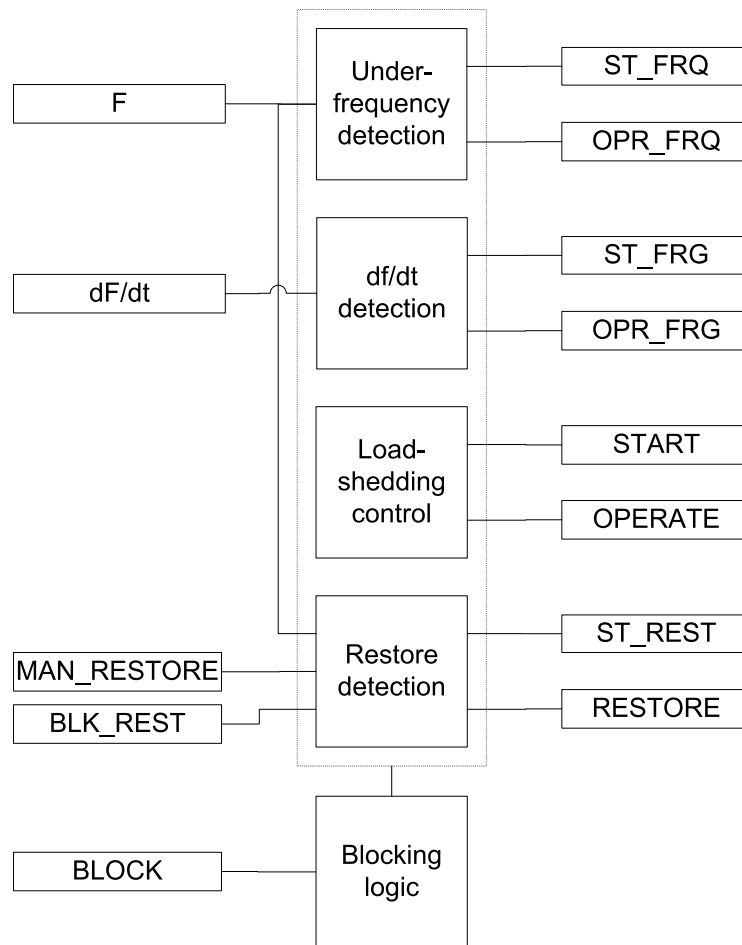 F
Under-
frequency
detection
ST_FRQ
OPR_FRQ
dF/dt
df/dt
detection
ST_FRG
OPR_FRG
Load-
shedding
control
START
OPERATE
MAN_RESTORE
BLK_REST
Restore
detection
ST_REST
RESTORE
BLOCK
Blocking
logic